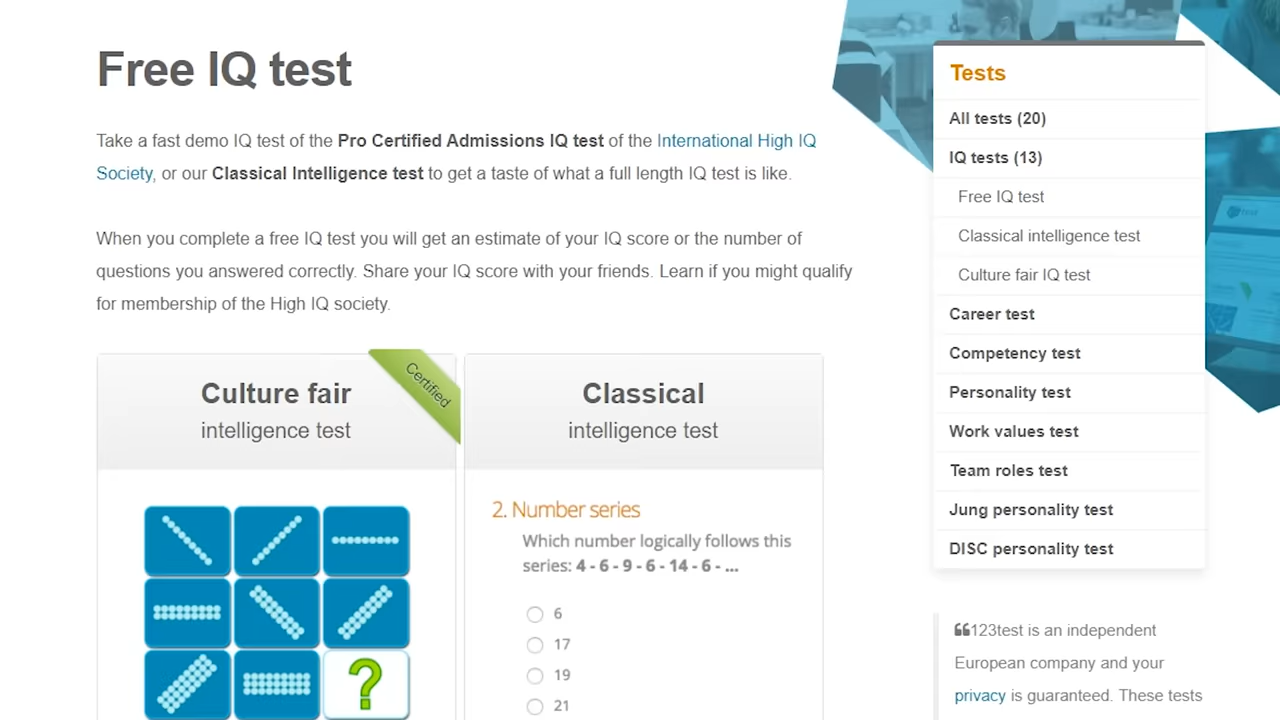 Free IQ test
Take a fast demo IQ test of the Pro Certified Admissions IQ test of the International High IQ
Society, or our Classical Intelligence test to get a taste of what a full length IQ test is like.
When you complete a free IQ test you will get an estimate of your IQ score or the number of
questions you answered correctly. Share your IQ score with your friends. Learn if you might qualify
for membership of the High IQ society.
Culture fair
intelligence test
Certified
?
Classical
intelligence test
2. Number series
Which number logically follows this
series: 4 - 6 - 9 - 6 - 14 - 6 - ...
6
17
19
21
Tests
All tests (20)
IQ tests (13)
Free IQ test
Classical intelligence test
Culture fair IQ test
Career test
Competency test
Personality test
Work values test
Team roles test
Jung personality test
DISC personality test
❝123test is an independent
European company and your
privacy is guaranteed. These tests